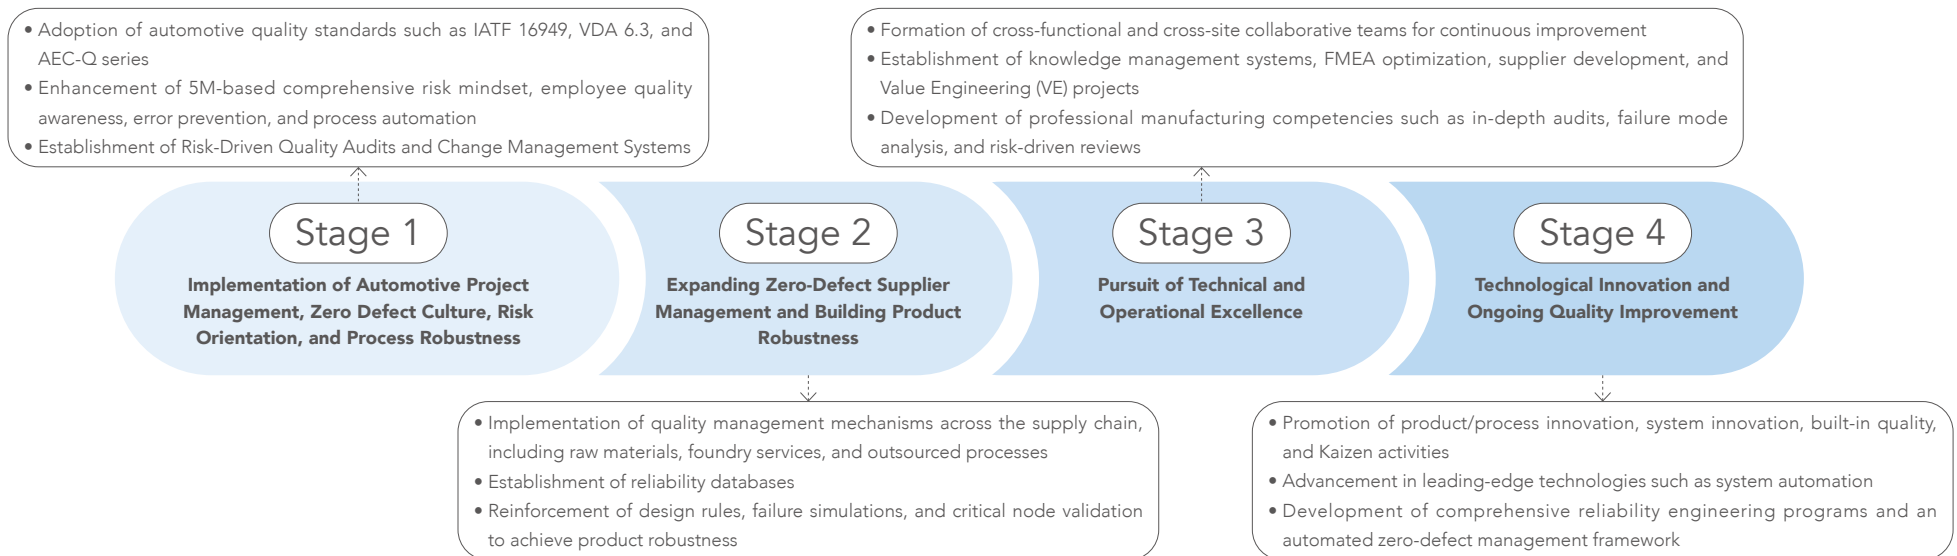 • Adoption of automotive quality standards such as IATF 16949, VDA 6.3, and
AEC-Q series
• Enhancement of 5M-based comprehensive risk mindset, employee quality
awareness, error prevention, and process automation
• Establishment of Risk-Driven Quality Audits and Change Management Systems
• Formation of cross-functional and cross-site collaborative teams for continuous improvement
• Establishment of knowledge management systems, FMEA optimization, supplier development, and
Value Engineering (VE) projects
• Development of professional manufacturing competencies such as in-depth audits, failure mode
analysis, and risk-driven reviews
Stage 1
Implementation of Automotive Project
Management, Zero Defect Culture, Risk
Orientation, and Process Robustness
Stage 2
Expanding Zero-Defect Supplier
Management and Building Product
Robustness
Stage 3
Pursuit of Technical and
Operational Excellence
Stage 4
Technological Innovation and
Ongoing Quality Improvement
• Implementation of quality management mechanisms across the supply chain,
including raw materials, foundry services, and outsourced processes
• Establishment of reliability databases
• Reinforcement of design rules, failure simulations, and critical node validation
to achieve product robustness
• Promotion of product/process innovation, system innovation, built-in quality,
and Kaizen activities
• Advancement in leading-edge technologies such as system automation
• Development of comprehensive reliability engineering programs and an
automated zero-defect management framework